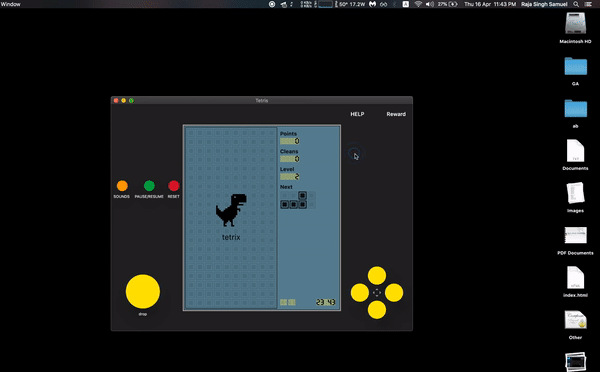 Window
50° 17.2W
37%
Thu 16 Apr 11:43 PM
Raja Singh Samuel
Macintosh HD
Tetris
HELP
Reward
GA
Points
0
Cleans
0
ab
Level
2
Next
Documents
SOUNDS
PAUSE/RESUME
RESET
Images
tetrix
PDF Documents
23:43
index.html
drop
Other